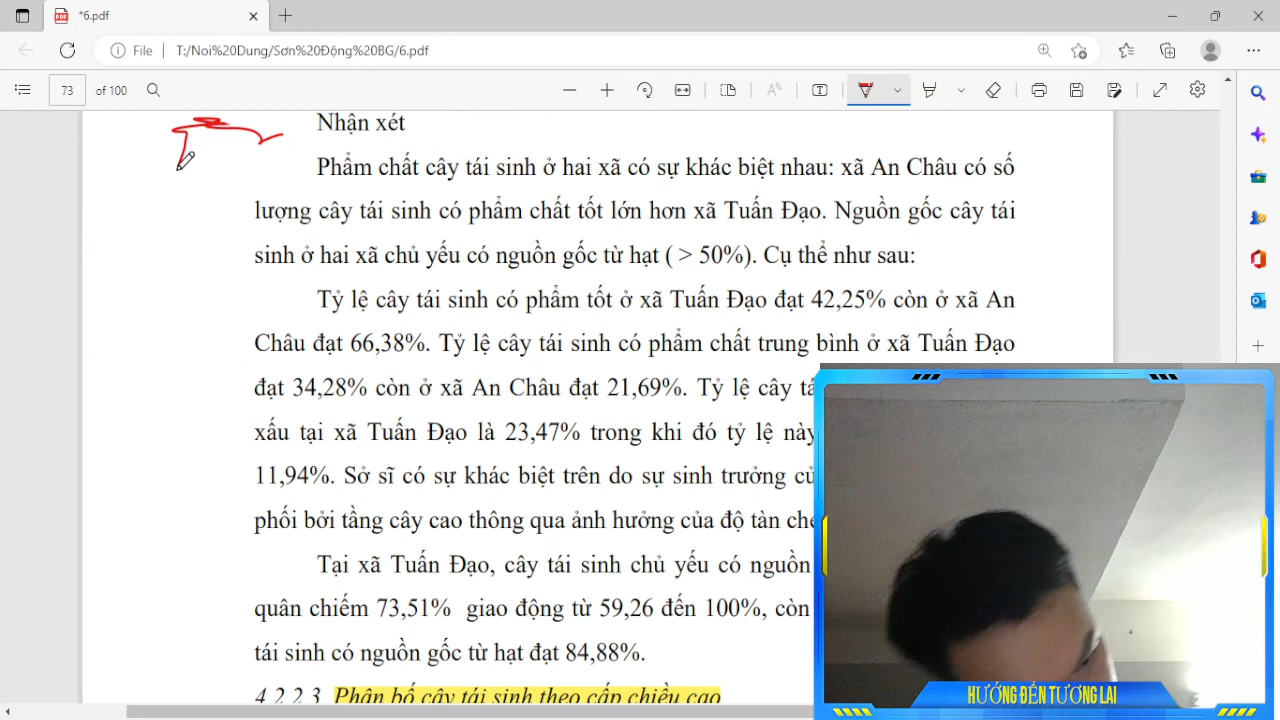 *6.pdf
File
T:/Noi%20Dung/Sơn%20Động%20BG/6.pdf
73
of 100
Nhận xét
Phẩm chất cây tái sinh ở hai xã có sự khác biệt nhau: xã An Châu có số
lượng cây tái sinh có phẩm chất tốt lớn hơn xã Tuấn Đạo. Nguồn gốc cây tái
sinh ở hai xã chủ yếu có nguồn gốc từ hạt ( > 50%). Cụ thể như sau:
Tỷ lệ cây tái sinh có phẩm tốt ở xã Tuấn Đạo đạt 42,25% còn ở xã An
Châu đạt 66,38%. Tỷ lệ cây tái sinh có phẩm chất trung bình ở xã Tuấn Đạo
đạt 34,28% còn ở xã An Châu đạt 21,69%. Tỷ lệ cây
xấu tại xã Tuấn Đạo là 23,47% trong khi đó tỷ lệ này
11,94%. Sở sĩ có sự khác biệt trên do sự sinh trưởng
phối bởi tầng cây cao thông qua ảnh hưởng của độ tàn che
Tại xã Tuấn Đạo, cây tái sinh chủ yếu có nguồn
quân chiếm 73,51% giao động từ 59,26 đến 100%, còn
tái sinh có nguồn gốc từ hạt đạt 84,88%.
4.2.2.3 Phân bố cây tái sinh theo cấp chiều cao
HƯỚNG ĐẾN TƯƠNG LAI